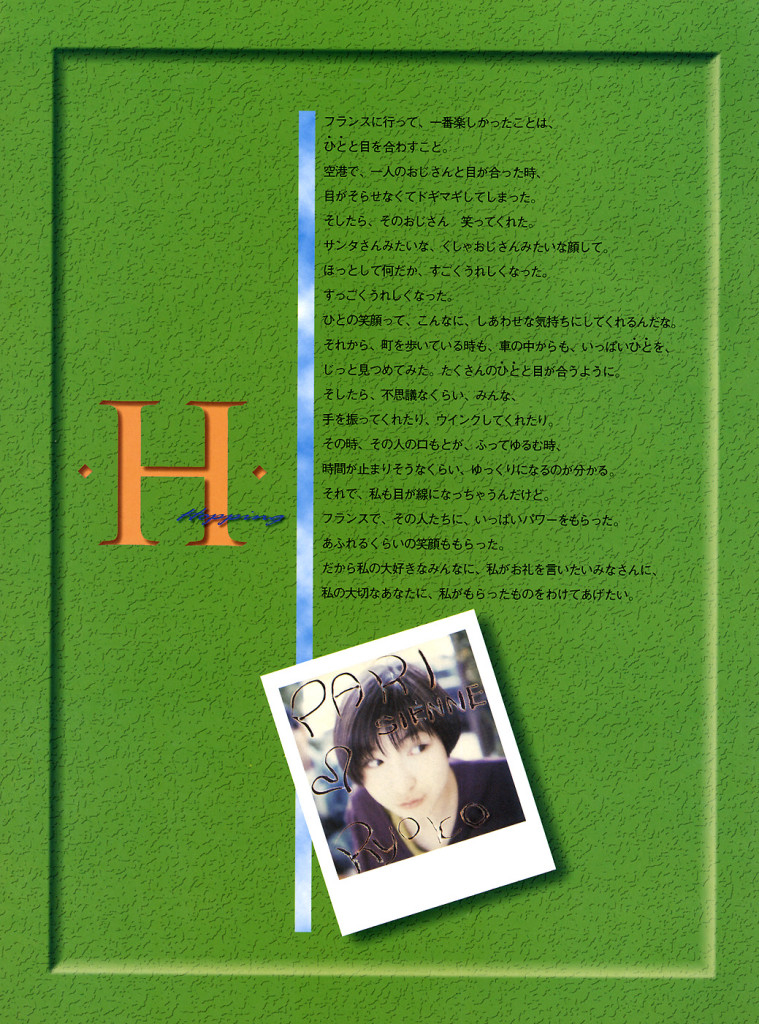 フランスに行って、一番楽しかったことは、
ひとと目を合わすこと。
空港で、一人のおじさんと目が合った時、
目がそらせなくてドギマギしてしまった。
そしたら、そのおじさん　笑ってくれた。
サンタさんみたいな、くしゃおじさんみたいな顔して。
ほっとして何だか、すごくうれしくなった。
すっごくうれしくなった。
ひとの笑顔って、こんなに、しあわせな気持ちにしてくれるんだな。
それから、町を歩いている時も、車の中からも、いっぱいひとを、
じっと見つめてみた。たくさんのひとと目が合うように。
そしたら、不思議なくらい、みんな、
手を振ってくれたり、ウインクしてくれたり。
その時、その人の口もとが、ふってゆるむ時、
時間が止まりそうなくらい、ゆっくりになるのが分かる。
それで、私も目が線になっちゃうんだけど。
フランスで、その人たちに、いっぱいパワーをもらった。
あふれるくらいの笑顔ももらった。
だから私の大好きなみんなに、私がお礼を言いたいみなさんに、
私の大切なあなたに、私がもらったものをわけてあげたい。
・H・
Hopping
PARI
SIENNE
RYOKO